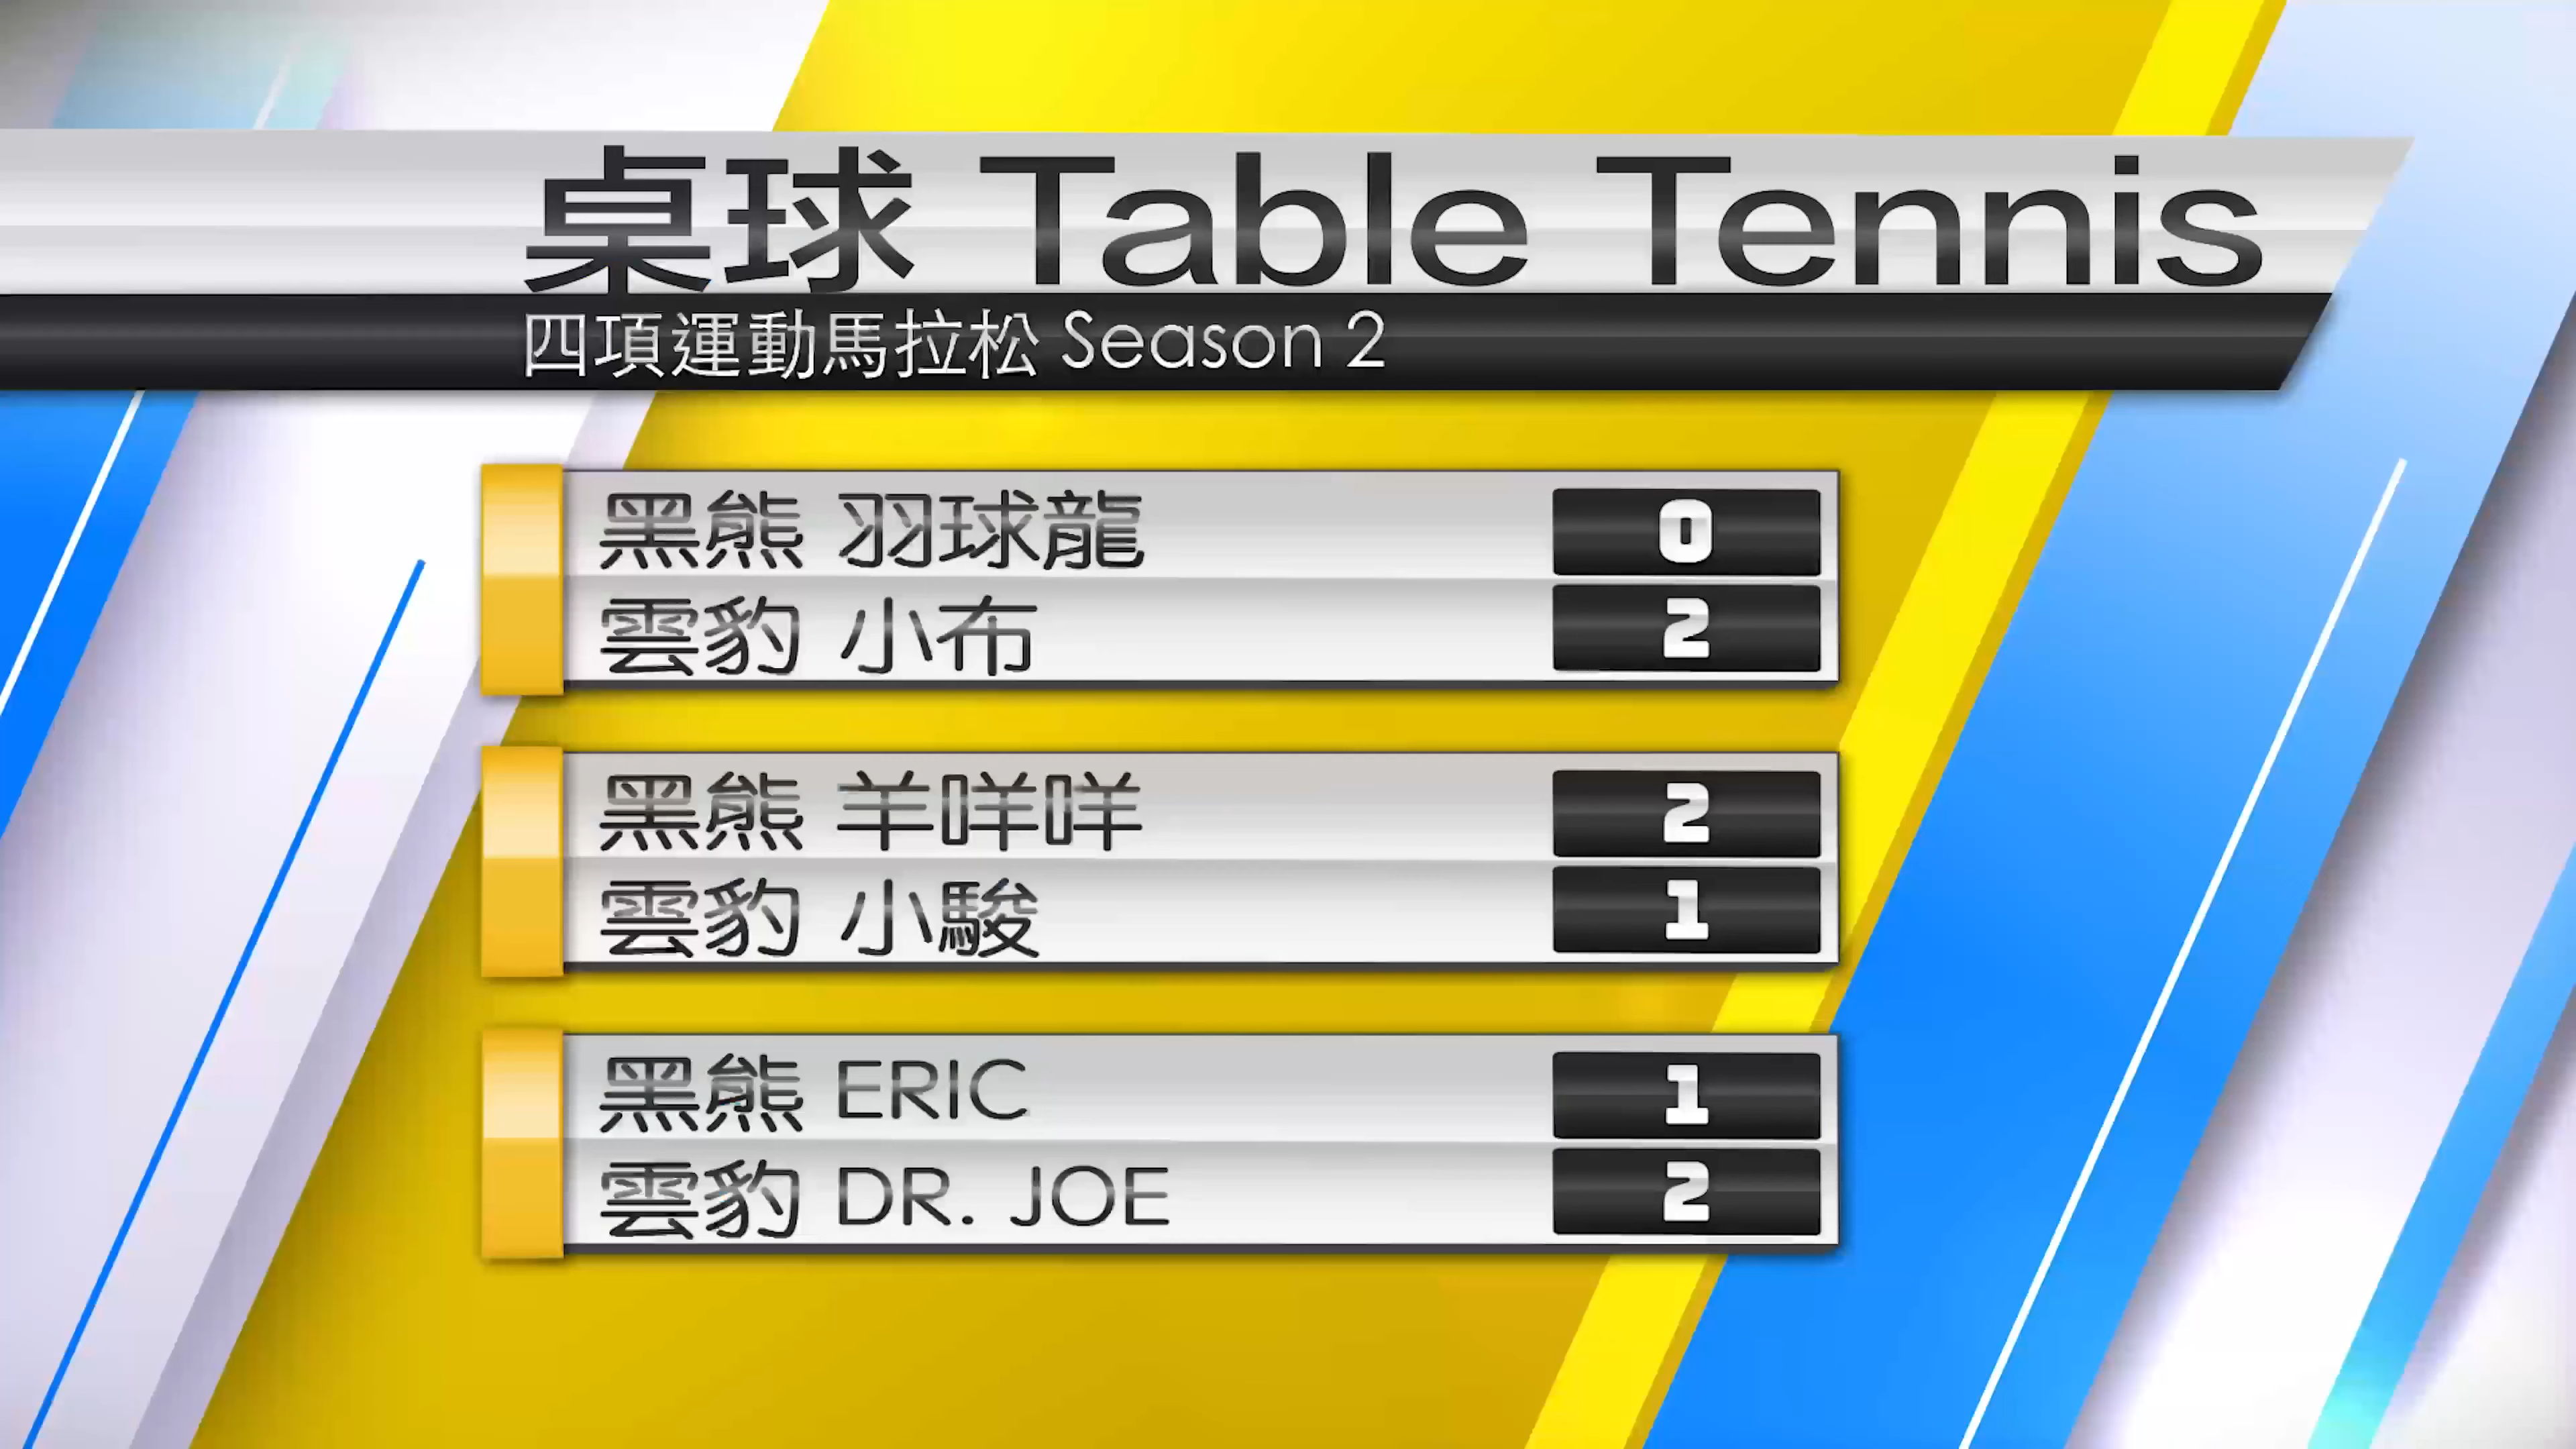 桌球 Table Tennis
四項運動馬拉松 Season 2
黑熊 羽球龍 0
雲豹 小布 2
黑熊 羊咩咩 2
雲豹 小駿 1
黑熊 ERIC 1
雲豹 DR. JOE 2